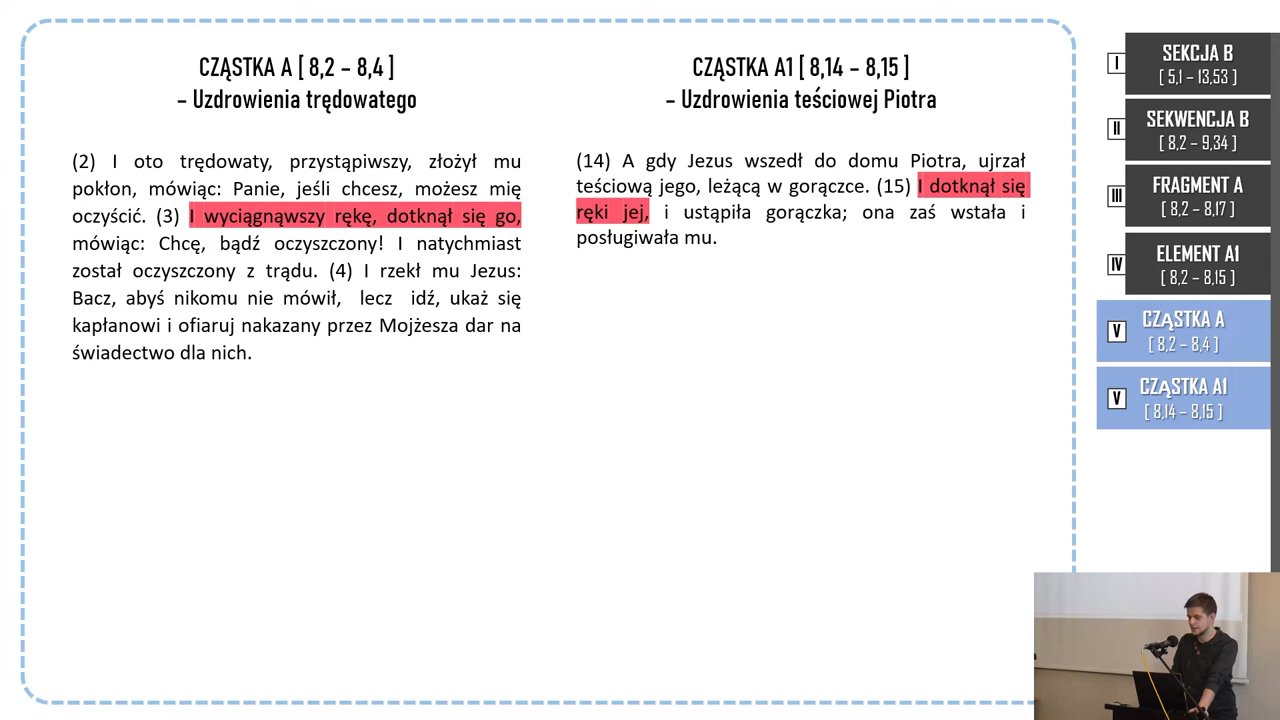 CZĄSTKA A [ 8,2 – 8,4 ]
– Uzdrowienia trędowatego
(2) I oto trędowaty, przystąpiwszy, złożył mu
pokłon, mówiąc: Panie, jeśli chcesz, możesz mię
oczyścić. (3) I wyciągnąwszy rękę, dotknął się go,
mówiąc: Chcę, bądź oczyszczony! I natychmiast
został oczyszczony z trądu. (4) I rzekł mu Jezus:
Bacz, abyś nikomu nie mówił, lecz idź, ukaż się
kapłanowi i ofiaruj nakazany przez Mojżesza dar na
świadectwo dla nich.
CZĄSTKA A1 [ 8,14 – 8,15 ]
– Uzdrowienia teściowej Piotra
(14) A gdy Jezus wszedł do domu Piotra, ujrzał
teściową jego, leżącą w gorączce. (15) I dotknął się
ręki jej, i ustąpiła gorączka; ona zaś wstała i
posługiwała mu.
I
SEKCJA B
[ 5,1 – 13,53 ]
II
SEKWENCJA B
[ 8,2 – 9,34 ]
III
FRAGMENT A
[ 8,2 – 8,17 ]
IV
ELEMENT A1
[ 8,2 – 8,15 ]
V
CZĄSTKA A
[ 8,2 – 8,4 ]
V
CZĄSTKA A1
[ 8,14 – 8,15 ]